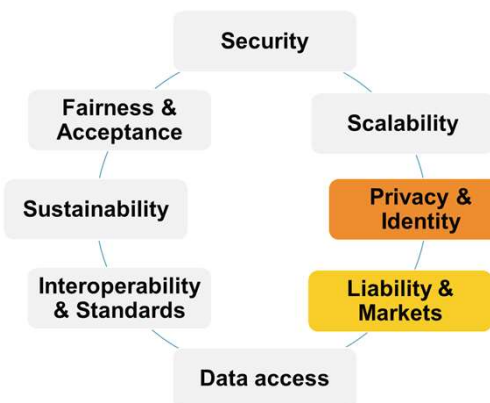 Security
Fairness &
Acceptance
Scalability
Sustainability
Privacy &
Identity
Interoperability
& Standards
Liability &
Markets
Data access